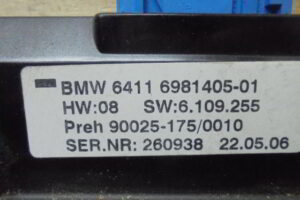 BMW 6411 6981405-01
HW:08 SW:6.109.255
Preh 90025-175/0010
SER.NR: 260938 22.05.06